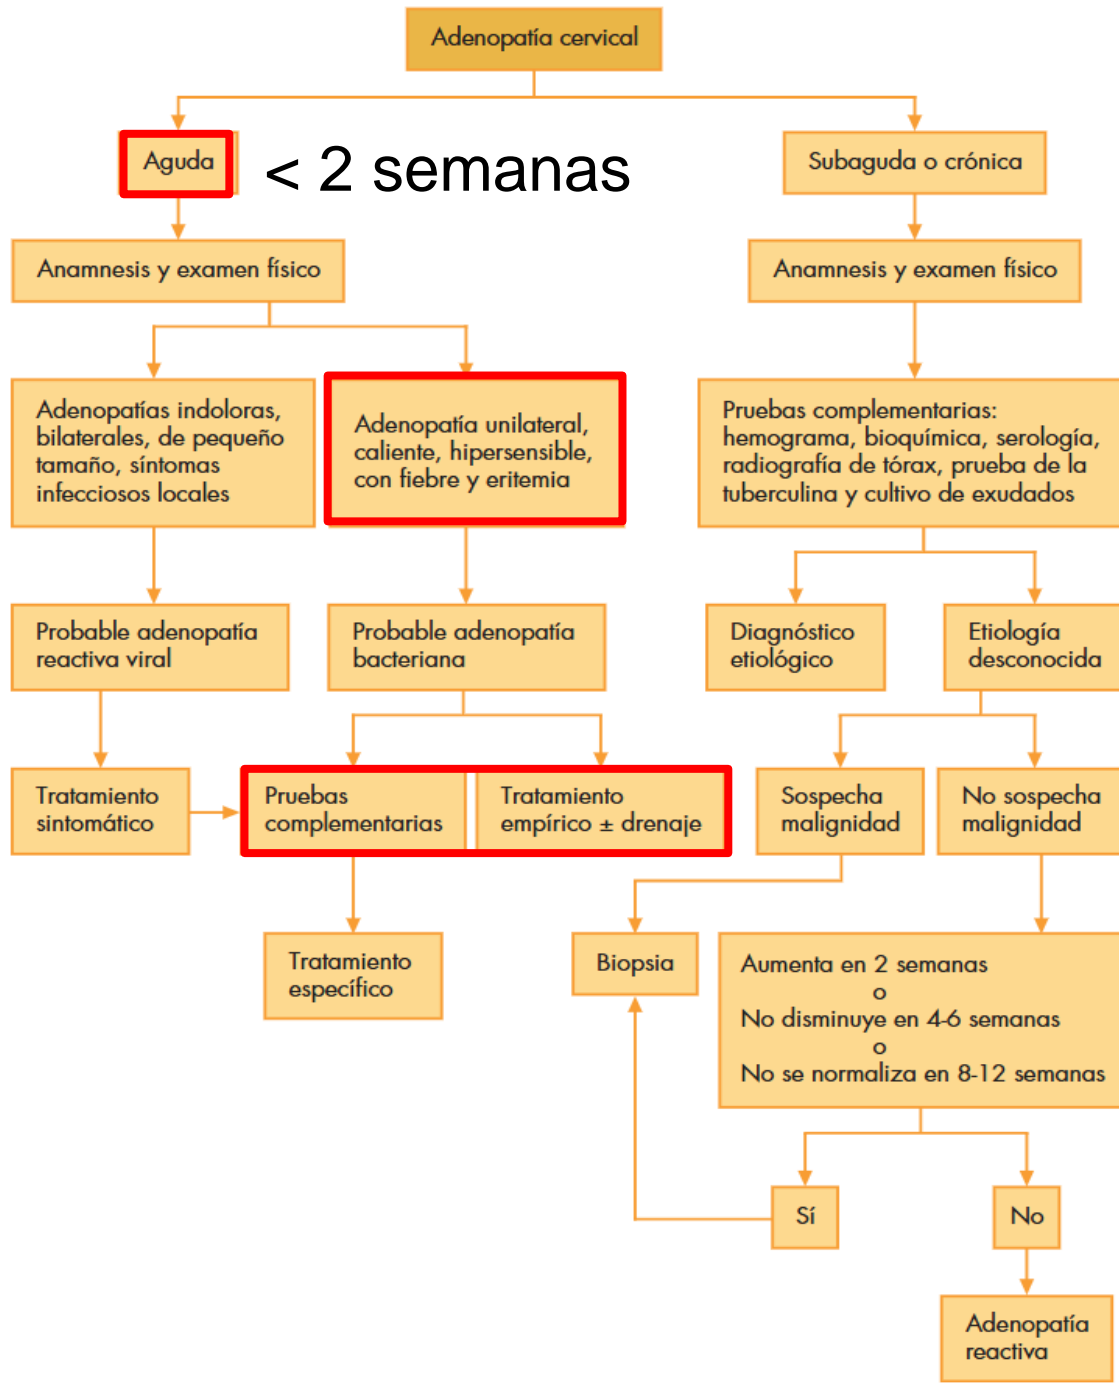 Adenopatía cervical
Aguda
< 2 semanas
Subaguda o crónica
Anamnesis y examen físico
Anamnesis y examen físico
Adenopatías indoloras,
bilaterales, de pequeño
tamaño, síntomas
infecciosos locales
Adenopatía unilateral,
caliente, hipersensible,
con fiebre y eritemia
Pruebas complementarias:
hemograma, bioquímica, serología,
radiografía de tórax, prueba de la
tuberculina y cultivo de exudados
Probable adenopatía
reactiva viral
Probable adenopatía
bacteriana
Diagnóstico
etiológico
Etiología
desconocida
Tratamiento
sintomático
Pruebas
complementarias
Tratamiento
empírico ± drenaje
Sospecha
malignidad
No sospecha
malignidad
Tratamiento
específico
Biopsia
Aumenta en 2 semanas
o
No disminuye en 4-6 semanas
o
No se normaliza en 8-12 semanas
Sí
No
Adenopatía
reactiva